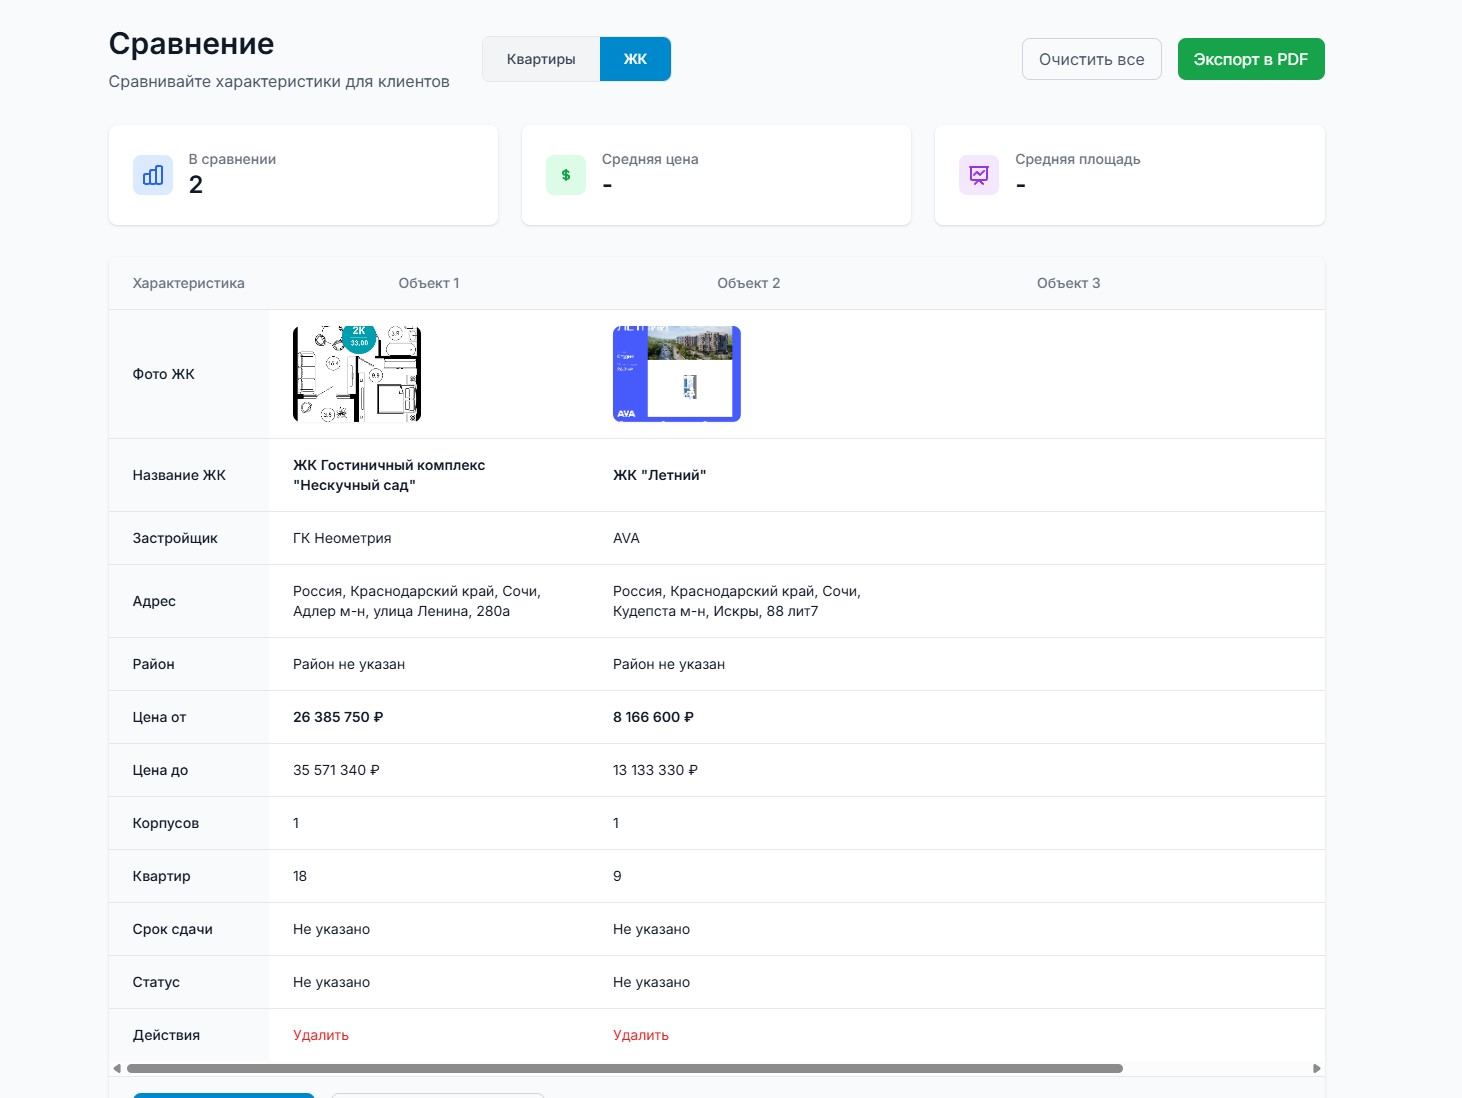 Сравнение
Сравнивайте характеристики для клиентов
Квартиры
ЖК
Очистить все
Экспорт в PDF
В сравнении
2
Средняя цена
$
-
Средняя площадь
-
Характеристика
Объект 1
Объект 2
Объект 3
Фото ЖК
2К
33,00
AVA
Название ЖК
ЖК Гостиничный комплекс
"Нескучный сад"
ЖК "Летний"
Застройщик
ГК Неометрия
AVA
Адрес
Россия, Краснодарский край, Сочи,
Адлер м-н, улица Ленина, 280а
Россия, Краснодарский край, Сочи,
Кудепста м-н, Искры, 88 лит7
Район
Район не указан
Район не указан
Цена от
26 385 750 ₽
8 166 600 ₽
Цена до
35 571 340 ₽
13 133 330 ₽
Корпусов
1
1
Квартир
18
9
Срок сдачи
Не указано
Не указано
Статус
Не указано
Не указано
Действия
Удалить
Удалить